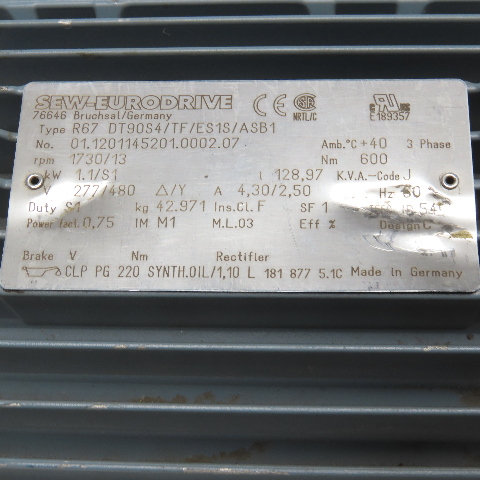 SEW-EURODRIVE CE NRTL/C
76646 Bruchsal/Germany E189357
Type R67 DT90S4/TF/ES1S/ASB1
No. 01.1201145201.0002.07 Amb.°C +40 3 Phase
rpm 1730/13 Nm 600
kW 1.1/S1 i 128,97 K.V.A.-Code J
V 277/480 △/Y A 4,30/2,50 Hz 60
Duty S1 kg 42.971 Ins.Cl. F SF 1
Power fact. 0,75 IM M1 M.L.03 Eff % Design C
Brake V Nm Rectifier
CLP PG 220 SYNTH.OIL/1,10 L 181 877 5.1C Made in Germany